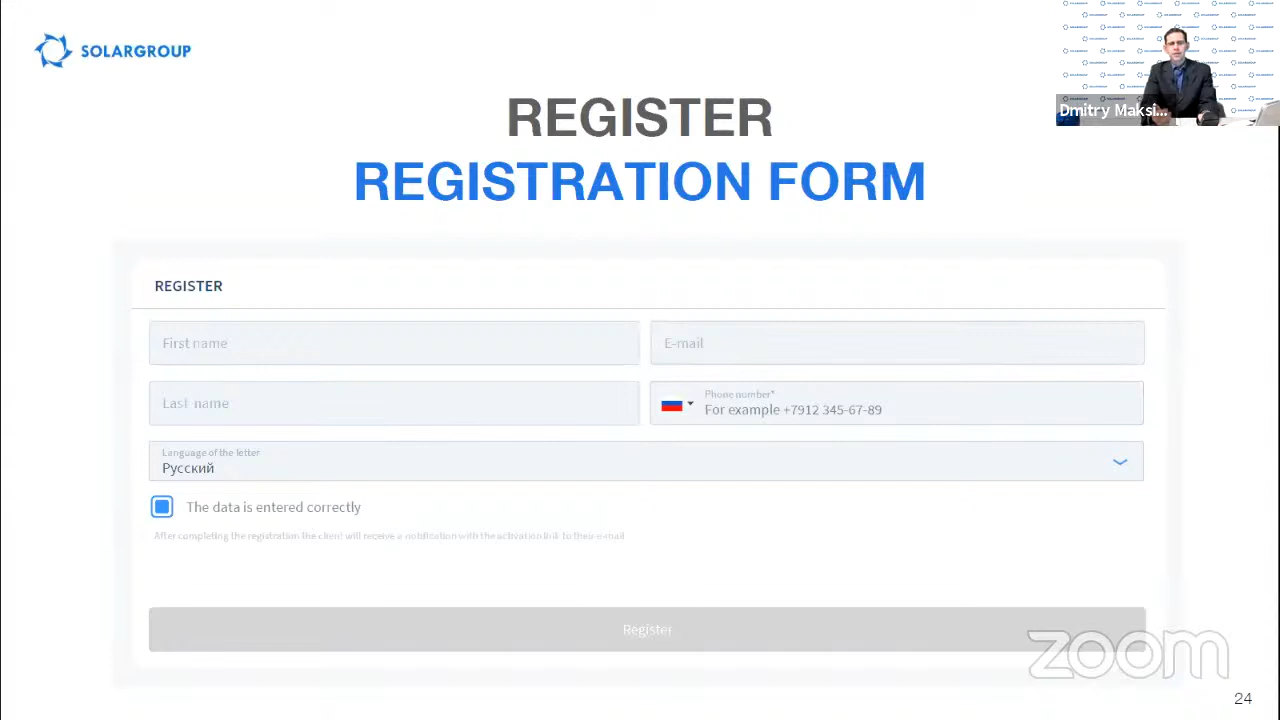 SOLARGROUP
Dmitry Maksi...
REGISTER
REGISTRATION FORM
REGISTER
First name
E-mail
Last name
Phone number*
For example +7912 345-67-89
Language of the letter
Русский
The data is entered correctly
After completing the registration the client will receive a notification with the activation link to their e-mail
Register
zoom
24